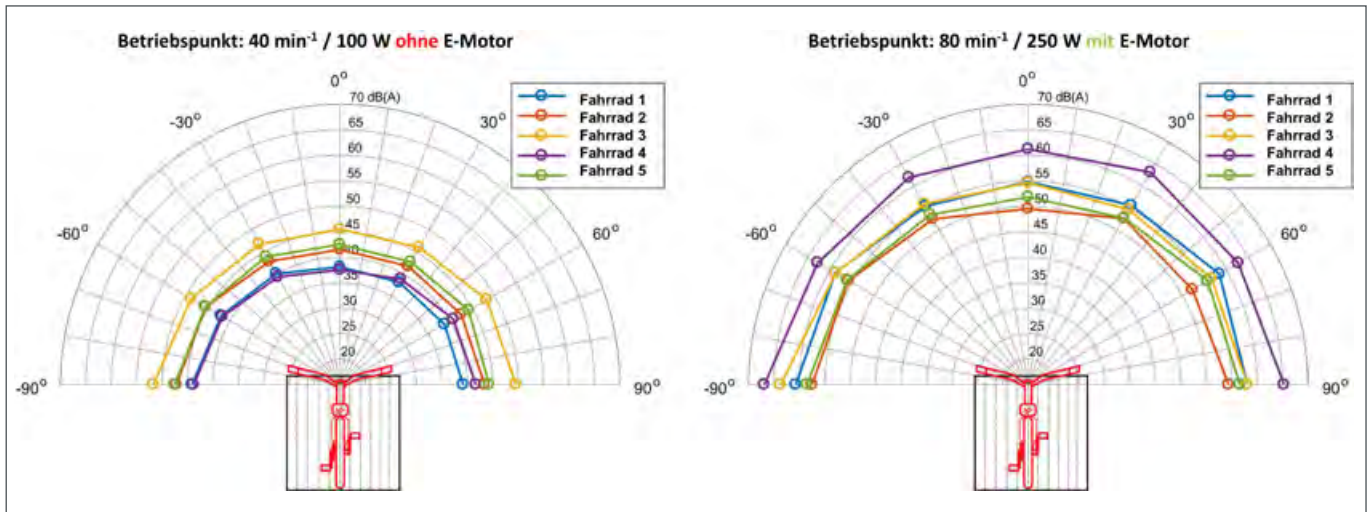 Betriebspunkt: 40 min-1 / 100 W ohne E-Motor
0°
70 dB(A)
65
60
55
50
45
40
35
30
25
20
-30°
30°
-60°
60°
-90°
90°
Fahrrad 1
Fahrrad 2
Fahrrad 3
Fahrrad 4
Fahrrad 5
Betriebspunkt: 80 min-1 / 250 W mit E-Motor
0°
70 dB(A)
65
60
55
50
45
40
35
30
25
20
-30°
30°
-60°
60°
-90°
90°
Fahrrad 1
Fahrrad 2
Fahrrad 3
Fahrrad 4
Fahrrad 5